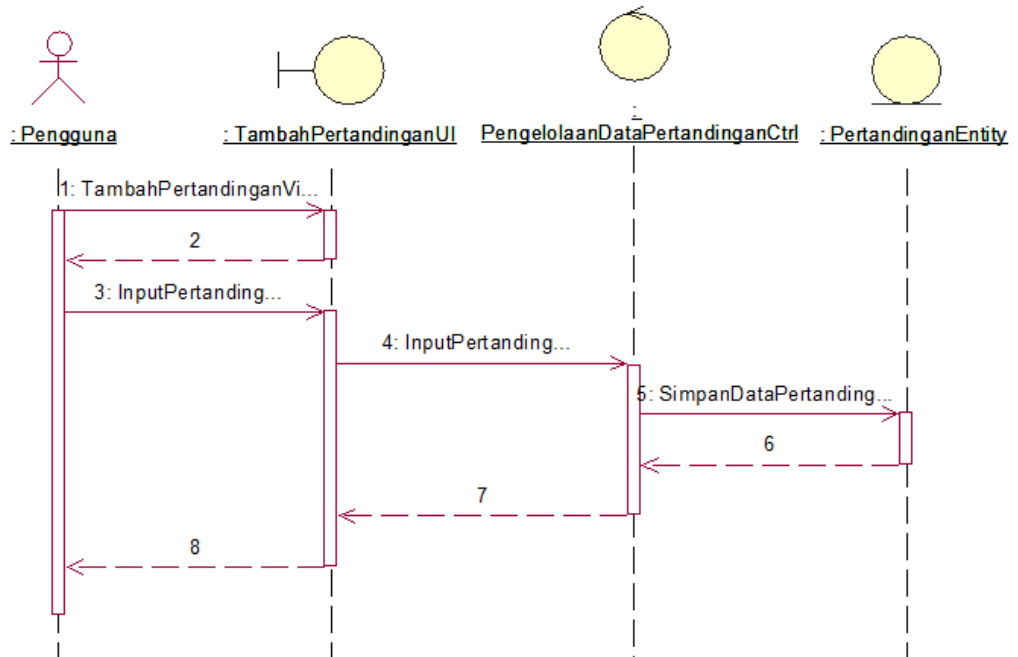 : Pengguna
: TambahPertandinganUI
:
PengelolaanDataPertandinganCtrl
: PertandinganEntity
1: TambahPertandinganVi...
2
3: InputPertanding...
4: InputPertanding...
5: SimpanDataPertanding...
6
7
8